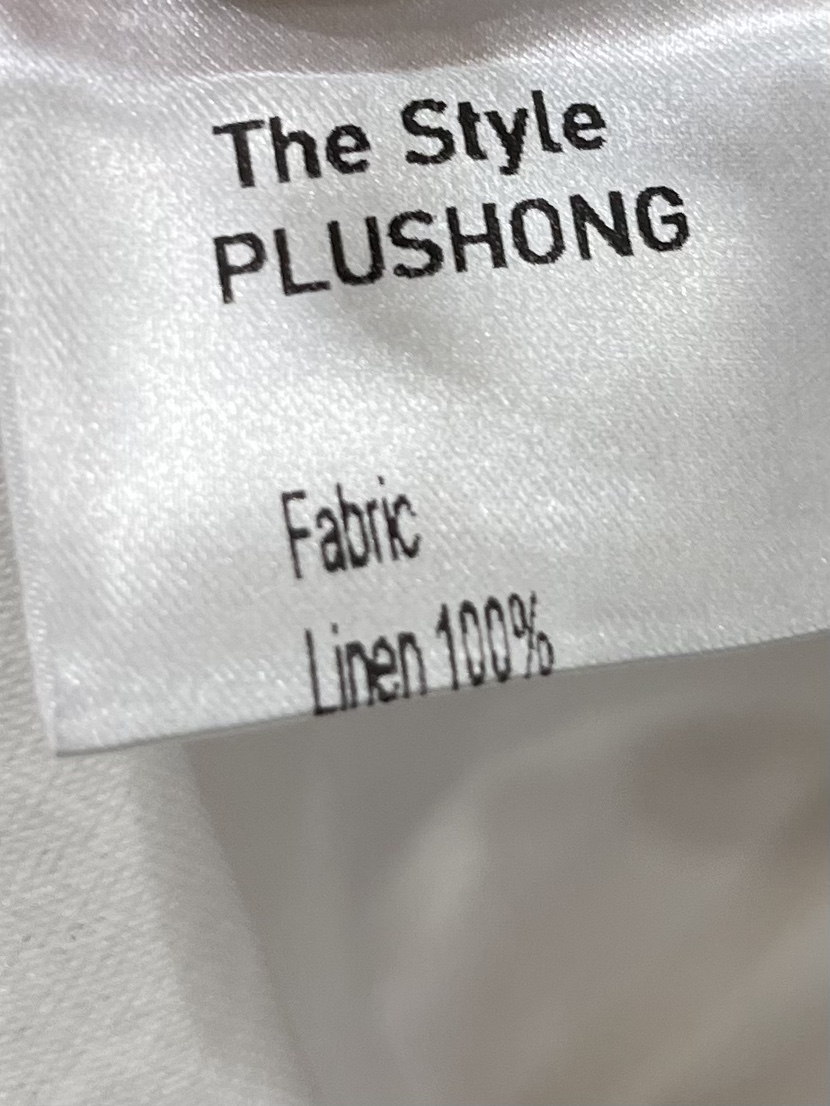 The Style
PLUSHONG
Fabric
Linen 100%